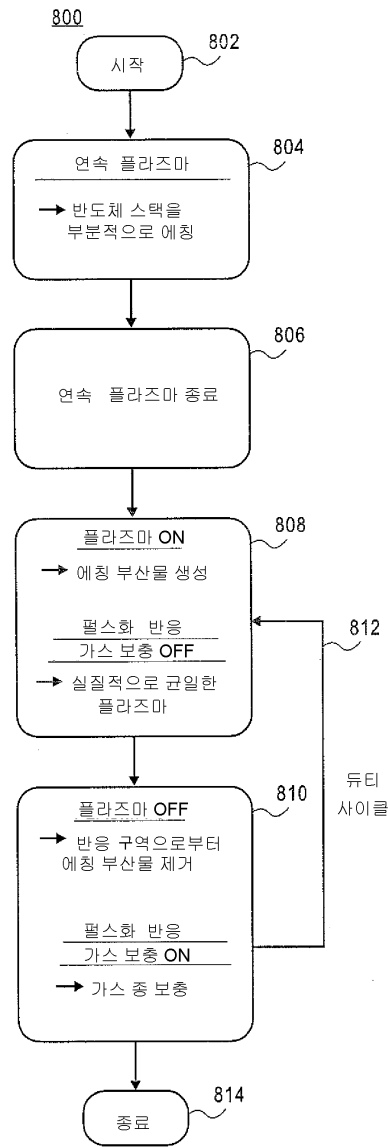 800
시작
802
연속 플라즈마
804
→ 반도체 스택을
부분적으로 에칭
연속 플라즈마 종료
806
플라즈마 ON
808
→ 에칭 부산물 생성
펄스화 반응
가스 보충 OFF
→ 실질적으로 균일한
플라즈마
812
듀티
사이클
플라즈마 OFF
810
→ 반응 구역으로부터
에칭 부산물 제거
펄스화 반응
가스 보충 ON
→ 가스 종 보충
종료
814